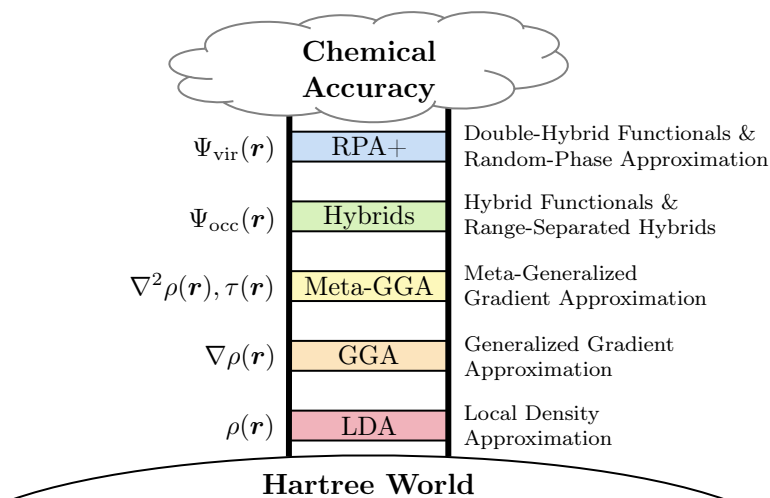 Chemical
Accuracy
Ψvir(r) RPA+ Double-Hybrid Functionals &
Random-Phase Approximation
Ψocc(r) Hybrids Hybrid Functionals &
Range-Separated Hybrids
∇²ρ(r), τ(r) Meta-GGA Meta-Generalized
Gradient Approximation
∇ρ(r) GGA Generalized Gradient
Approximation
ρ(r) LDA Local Density
Approximation
Hartree World